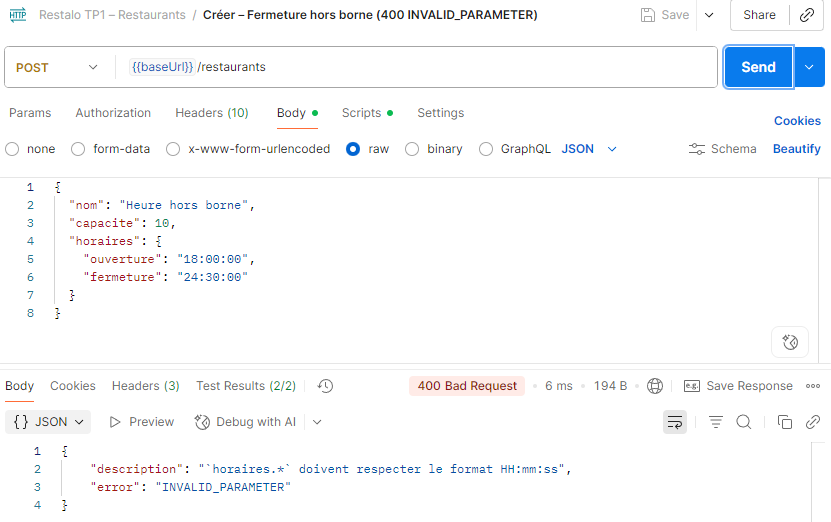 HTTP Restalo TP1 – Restaurants / Créer – Fermeture hors borne (400 INVALID_PARAMETER) Save Share
POST {{baseUrl}} /restaurants Send
Params Authorization Headers (10) Body Scripts Settings Cookies
none form-data x-www-form-urlencoded raw binary GraphQL JSON Schema Beautify
1 {
2 "nom": "Heure hors borne",
3 "capacite": 10,
4 "horaires": {
5 "ouverture": "18:00:00",
6 "fermeture": "24:30:00"
7 }
8 }
Body Cookies Headers (3) Test Results (2/2) 400 Bad Request 6 ms 194 B e.g. Save Response
{} JSON Preview Debug with AI
1 {
2 "description": "`horaires.*` doivent respecter le format HH:mm:ss",
3 "error": "INVALID_PARAMETER"
4 }